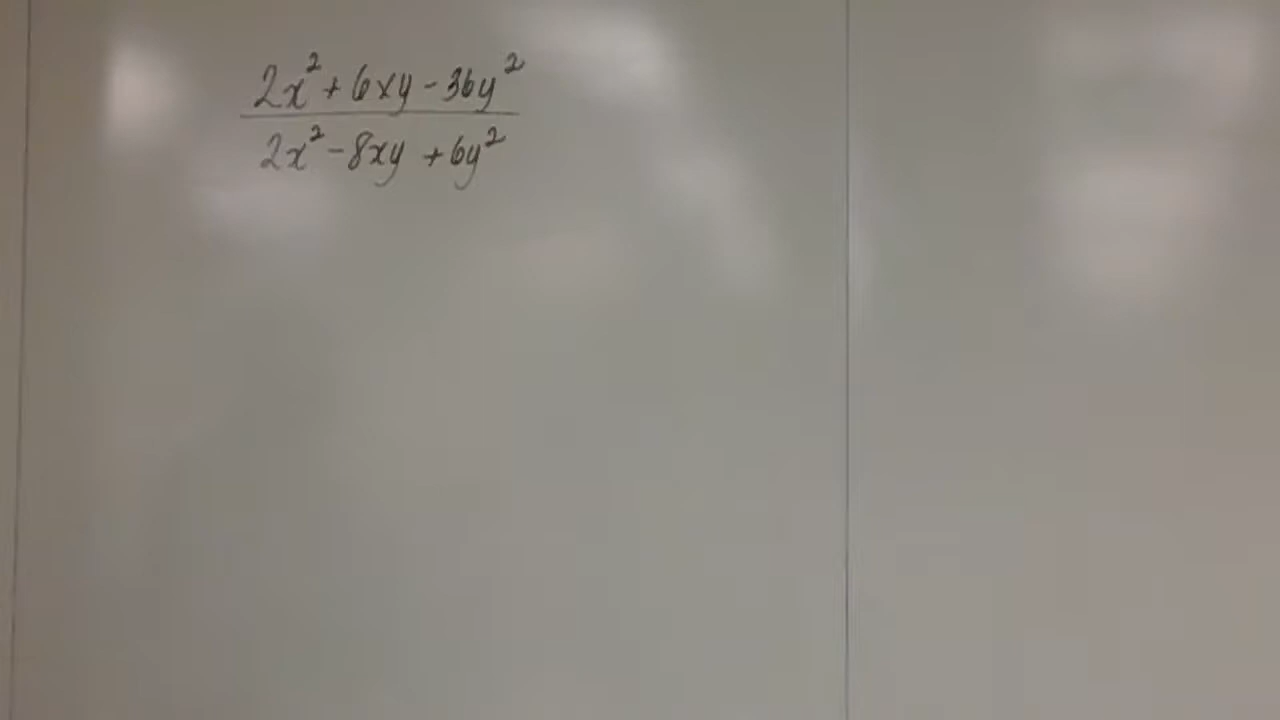 2x² + 6xy - 36y²
2x² - 8xy + 6y²